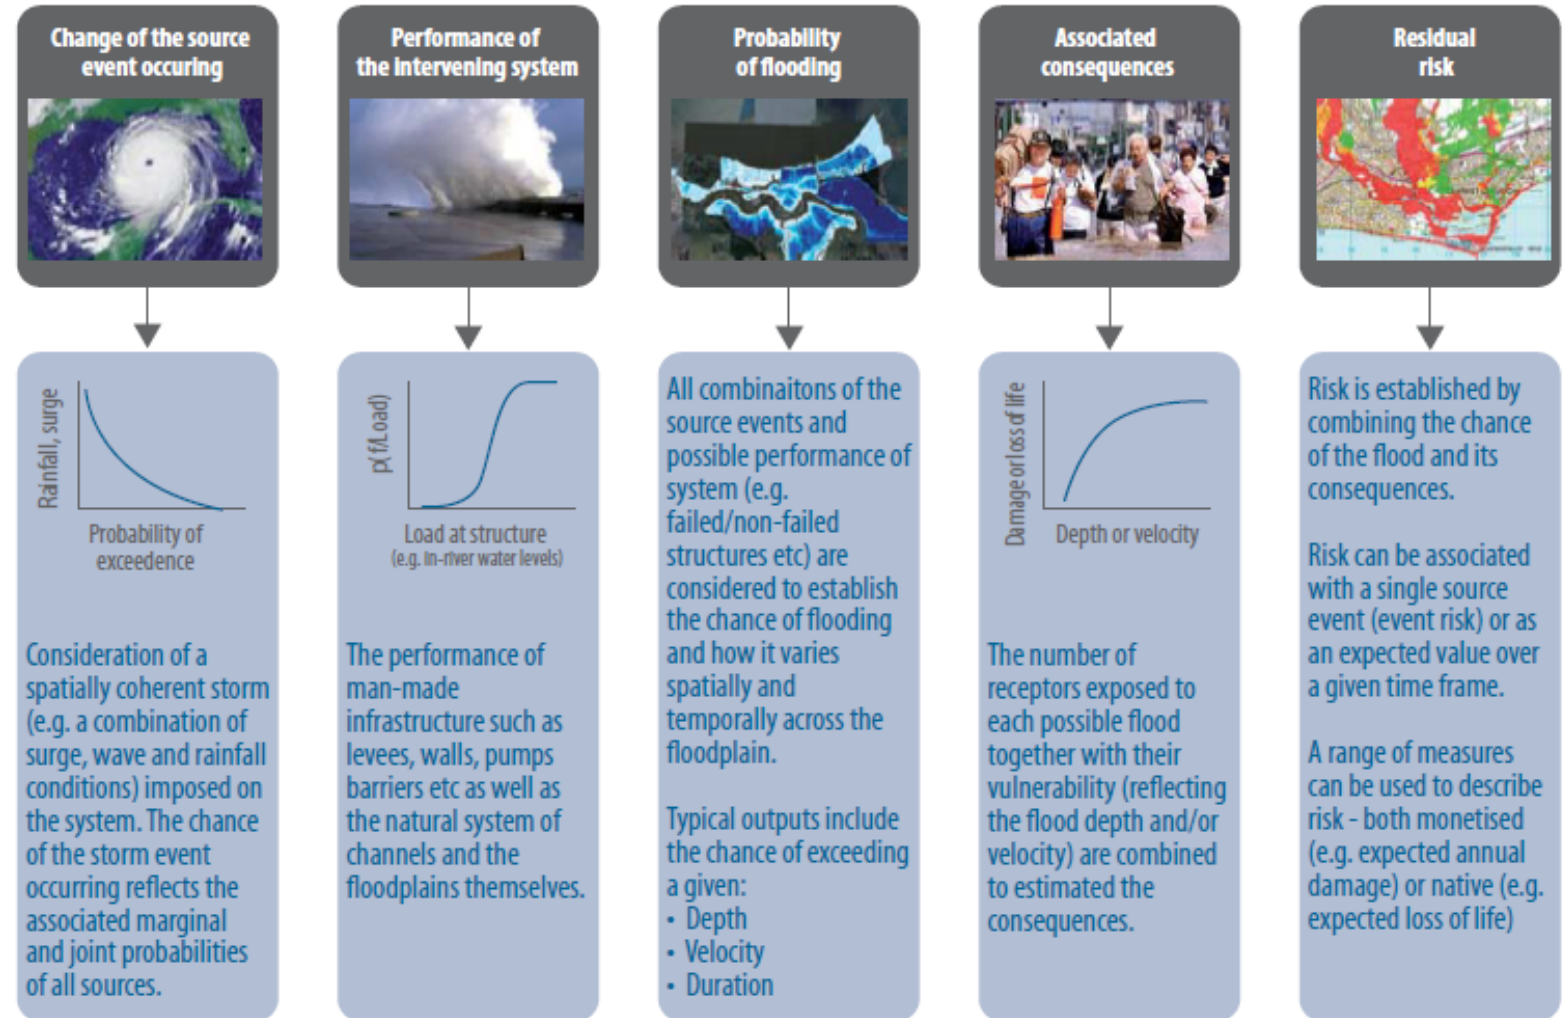 Change of the source
event occuring
Rainfall, surge
Probability of
exceedence
Consideration of a
spatially coherent storm
(e.g. a combination of
surge, wave and rainfall
conditions) imposed on
the system. The chance
of the storm event
occurring reflects the
associated marginal
and joint probabilities
of all sources.
Performance of
the intervening system
p( f/Load)
Load at structure
(e.g. in-river water levels)
The performance of
man-made
infrastructure such as
levees, walls, pumps
barriers etc as well as
the natural system of
channels and the
floodplains themselves.
Probability
of flooding
All combinaitons of the
source events and
possible performance of
system (e.g.
failed/non-failed
structures etc) are
considered to establish
the chance of flooding
and how it varies
spatially and
temporally across the
floodplain.
Typical outputs include
the chance of exceeding
a given:
• Depth
• Velocity
• Duration
Associated
consequences
Damage or loss of life
Depth or velocity
The number of
receptors exposed to
each possible flood
together with their
vulnerability (reflecting
the flood depth and/or
velocity) are combined
to estimated the
consequences.
Residual
risk
Risk is established by
combining the chance
of the flood and its
consequences.
Risk can be associated
with a single source
event (event risk) or as
an expected value over
a given time frame.
A range of measures
can be used to describe
risk - both monetised
(e.g. expected annual
damage) or native (e.g.
expected loss of life)